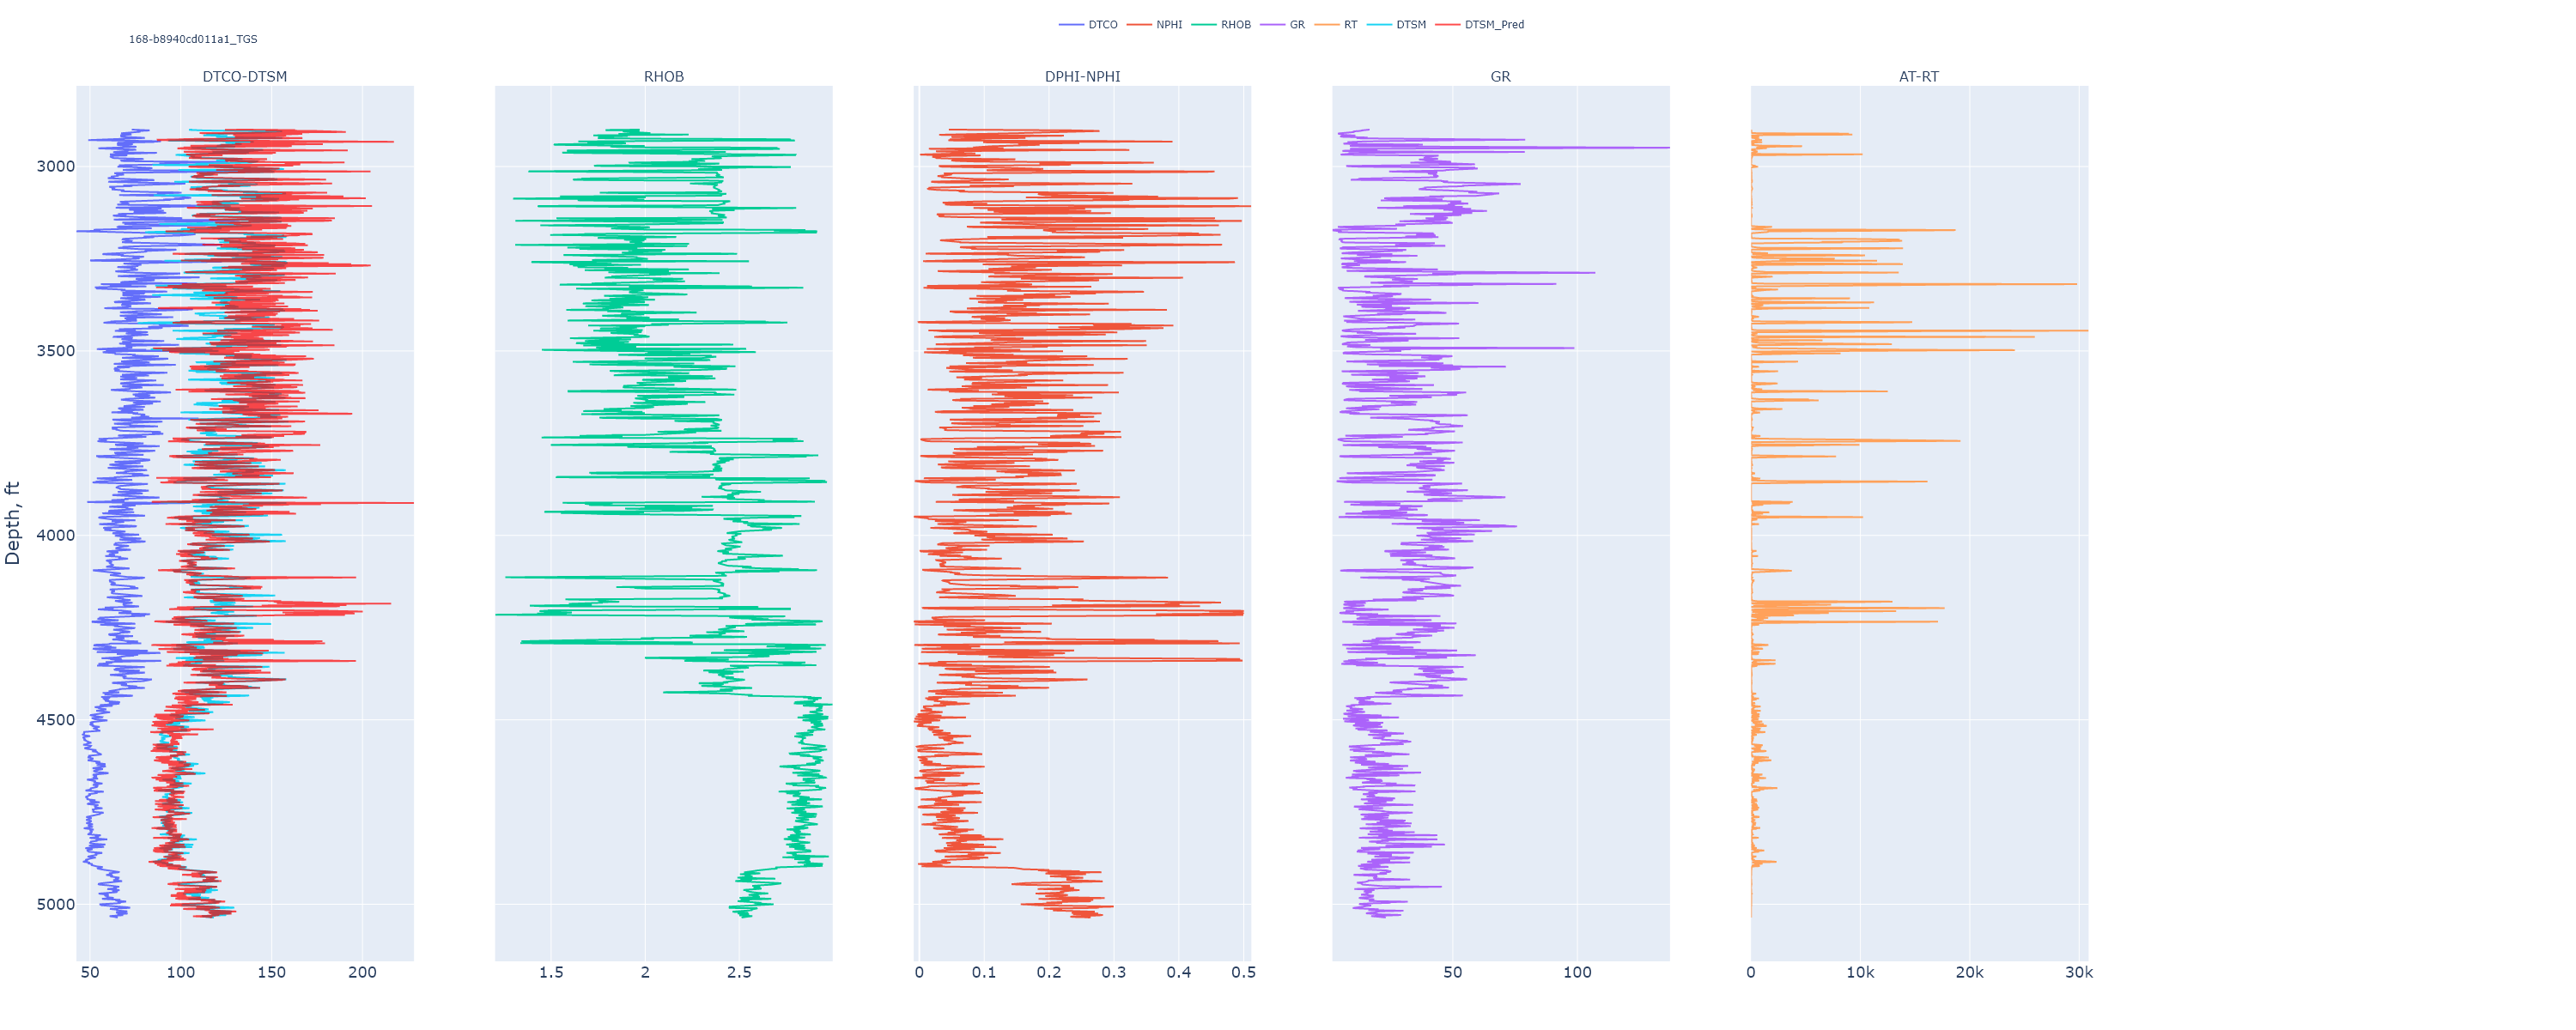 DTCO NPHI RHOB GR RT DTSM DTSM_Pred
168-b8940cd011a1_TGS
DTCO-DTSM RHOB DPHI-NPHI GR AT-RT
Depth, ft
3000
3500
4000
4500
5000
50 100 150 200 1.5 2 2.5 0 0.1 0.2 0.3 0.4 0.5 50 100 0 10k 20k 30k